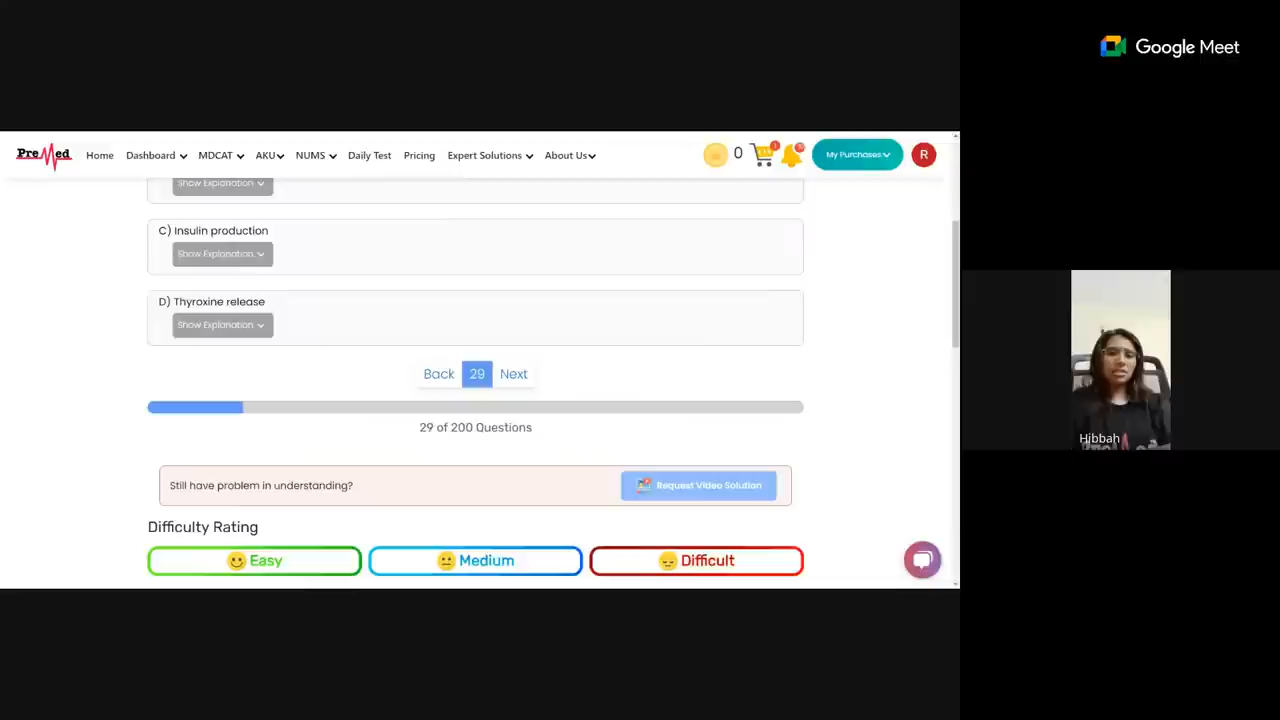 Google Meet
PreMed
Home Dashboard MDCAT AKU NUMS Daily Test Pricing Expert Solutions About Us 0 1 My Purchases R
Show Explanation
C) Insulin production
Show Explanation
D) Thyroxine release
Show Explanation
Back 29 Next
29 of 200 Questions
Still have problem in understanding? Request Video Solution
Difficulty Rating
Easy Medium Difficult
Hibbah